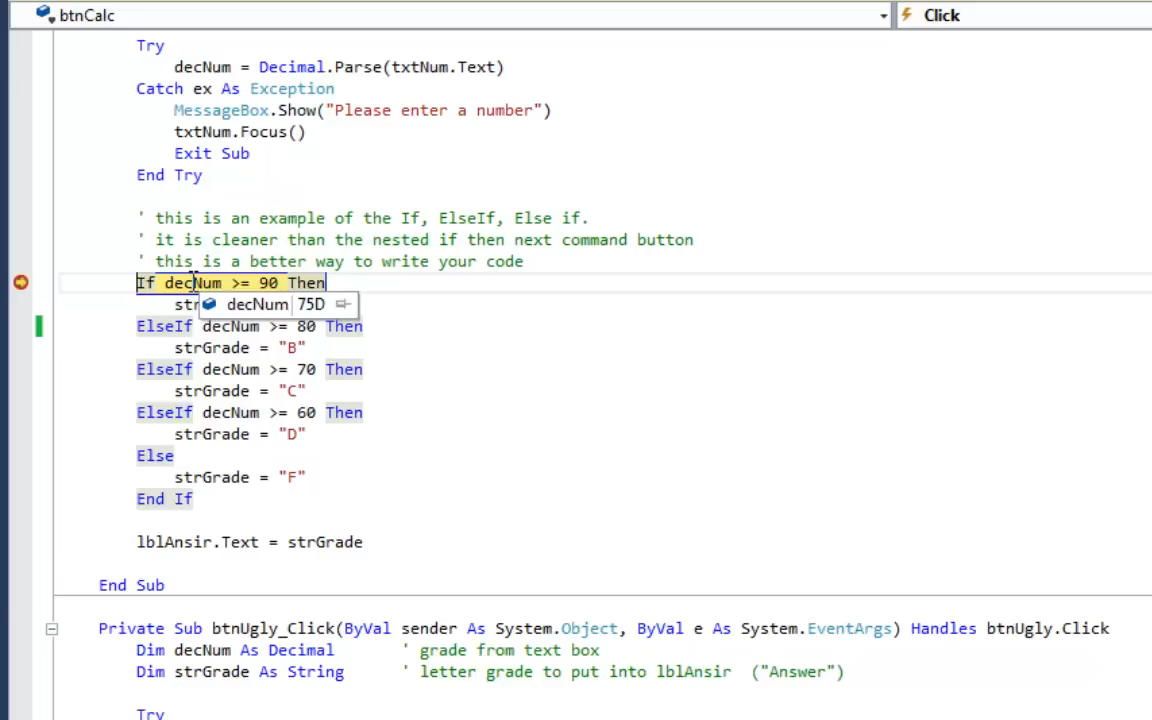 btnCalc Click
Try
decNum = Decimal.Parse(txtNum.Text)
Catch ex As Exception
MessageBox.Show("Please enter a number")
txtNum.Focus()
Exit Sub
End Try
' this is an example of the If, ElseIf, Else if.
' it is cleaner than the nested if then next command button
' this is a better way to write your code
If decNum >= 90 Then
str decNum 75D
ElseIf decNum >= 80 Then
strGrade = "B"
ElseIf decNum >= 70 Then
strGrade = "C"
ElseIf decNum >= 60 Then
strGrade = "D"
Else
strGrade = "F"
End If
lblAnsir.Text = strGrade
End Sub
Private Sub btnUgly_Click(ByVal sender As System.Object, ByVal e As System.EventArgs) Handles btnUgly.Click
Dim decNum As Decimal ' grade from text box
Dim strGrade As String ' letter grade to put into lblAnsir ("Answer")
Try